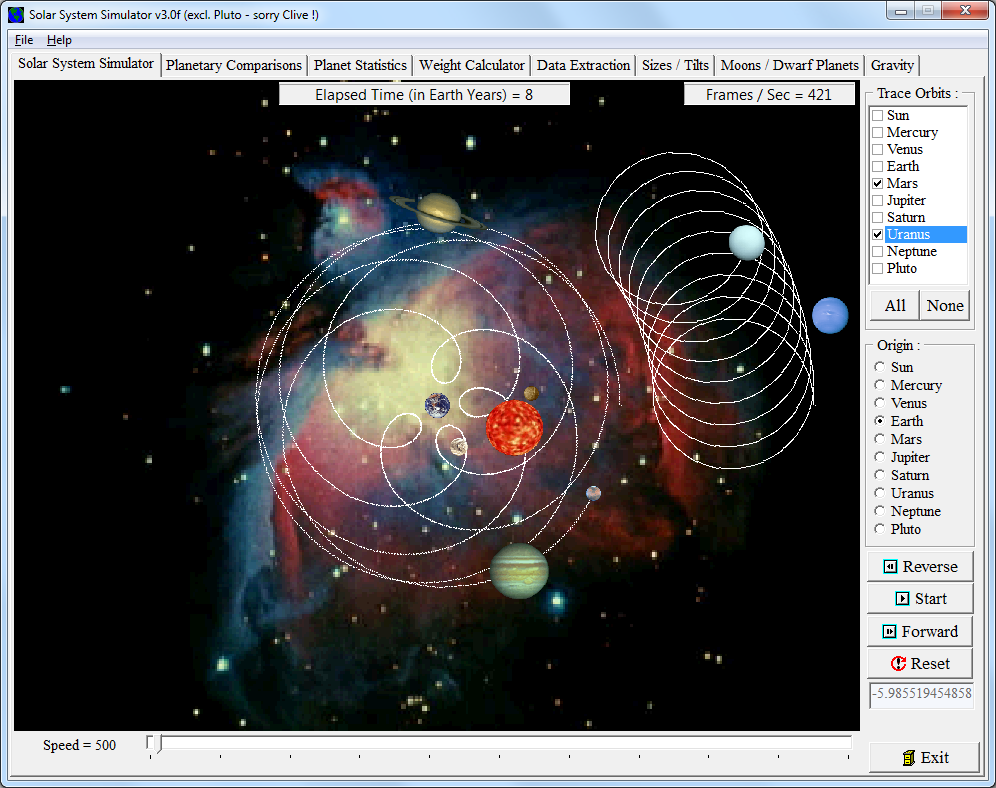 Solar System Simulator v3.0f (excl. Pluto - sorry Clive !)
File Help
Solar System Simulator Planetary Comparisons Planet Statistics Weight Calculator Data Extraction Sizes / Tilts Moons / Dwarf Planets Gravity
Elapsed Time (in Earth Years) = 8
Frames / Sec = 421
Trace Orbits :
Sun
Mercury
Venus
Earth
Mars
Jupiter
Saturn
Uranus
Neptune
Pluto
All None
Origin :
Sun
Mercury
Venus
Earth
Mars
Jupiter
Saturn
Uranus
Neptune
Pluto
Reverse
Start
Forward
Reset
-5.985519454858
Speed = 500
Exit